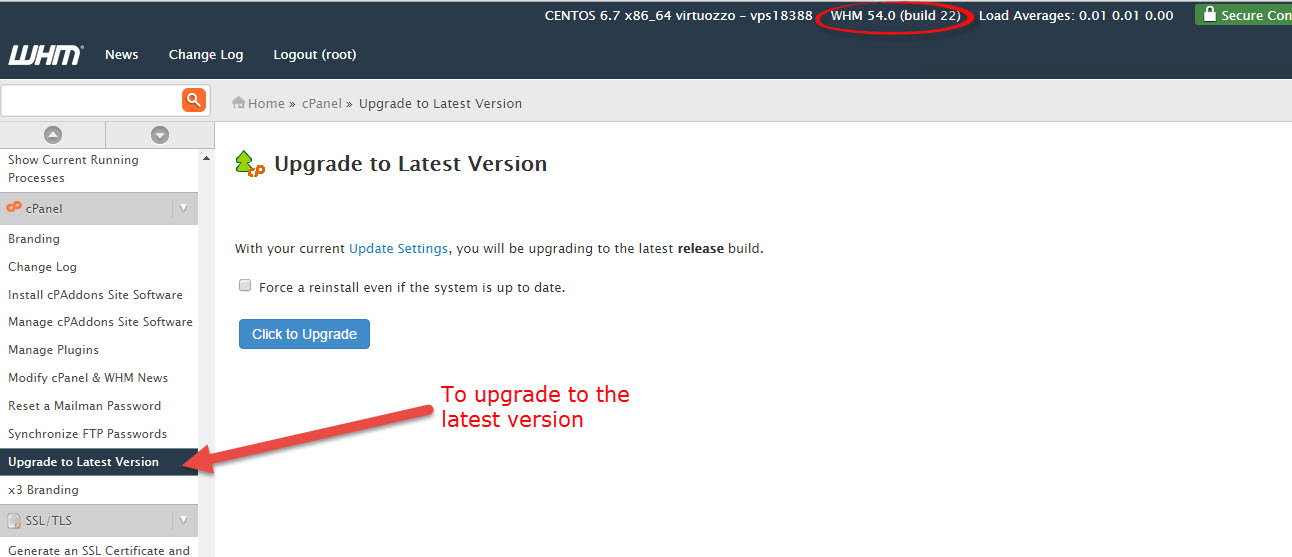 CENTOS 6.7 x86_64 virtuozzo – vps18388 WHM 54.0 (build 22) Load Averages: 0.01 0.01 0.00 Secure Con
WHM News Change Log Logout (root)
Home » cPanel » Upgrade to Latest Version
Show Current Running
Processes
cP cPanel
Branding
Change Log
Install cPAddons Site Software
Manage cPAddons Site Software
Manage Plugins
Modify cPanel & WHM News
Reset a Mailman Password
Synchronize FTP Passwords
Upgrade to Latest Version
x3 Branding
SSL/TLS
Generate an SSL Certificate and
cP Upgrade to Latest Version
With your current Update Settings, you will be upgrading to the latest release build.
Force a reinstall even if the system is up to date.
Click to Upgrade
To upgrade to the
latest version